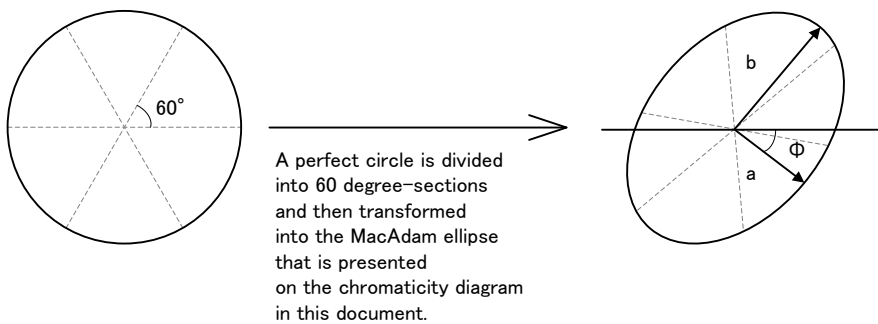 60°
A perfect circle is divided
into 60 degree-sections
and then transformed
into the MacAdam ellipse
that is presented
on the chromaticity diagram
in this document.
b
Φ
a